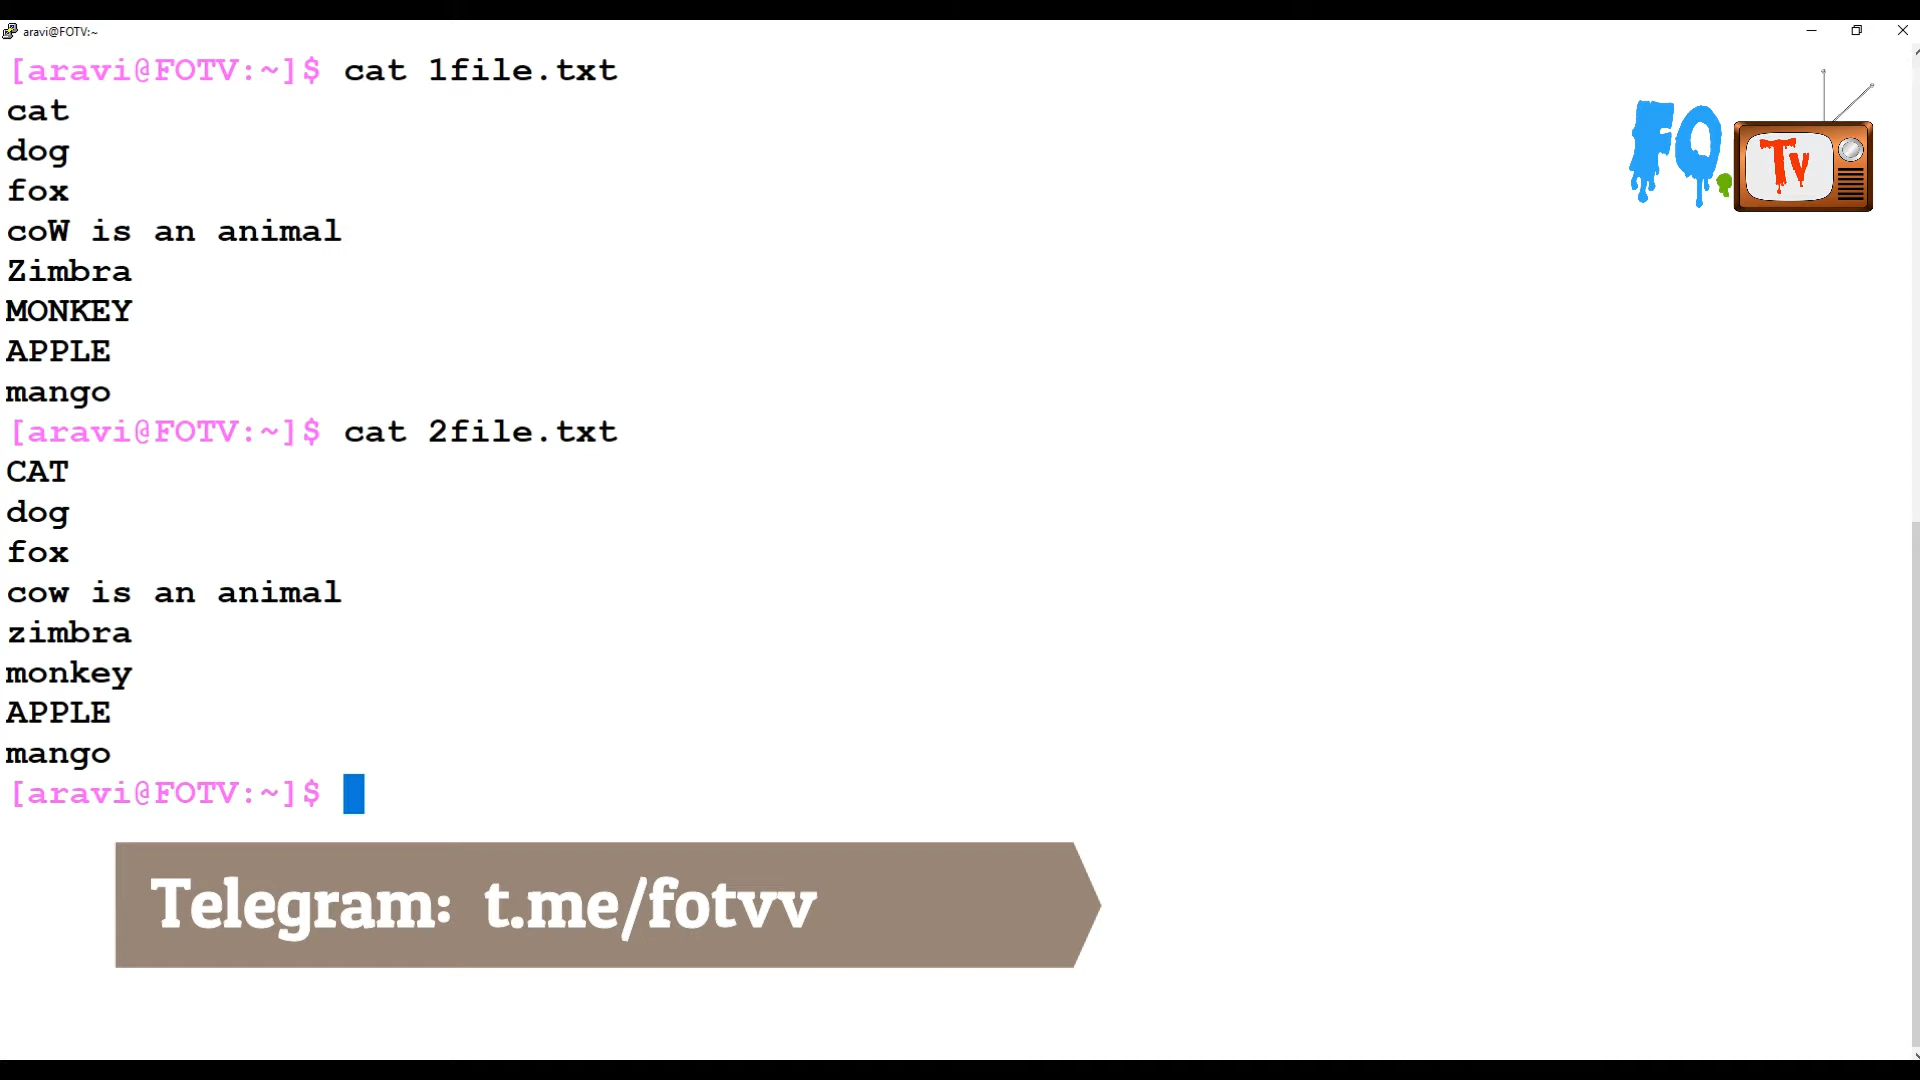 aravi@FOTV:~
[aravi@FOTV:~]$ cat 1file.txt
cat
dog
fox
coW is an animal
Zimbra
MONKEY
APPLE
mango
[aravi@FOTV:~]$ cat 2file.txt
CAT
dog
fox
cow is an animal
zimbra
monkey
APPLE
mango
[aravi@FOTV:~]$
FO.
Tv
Telegram: t.me/fotvv